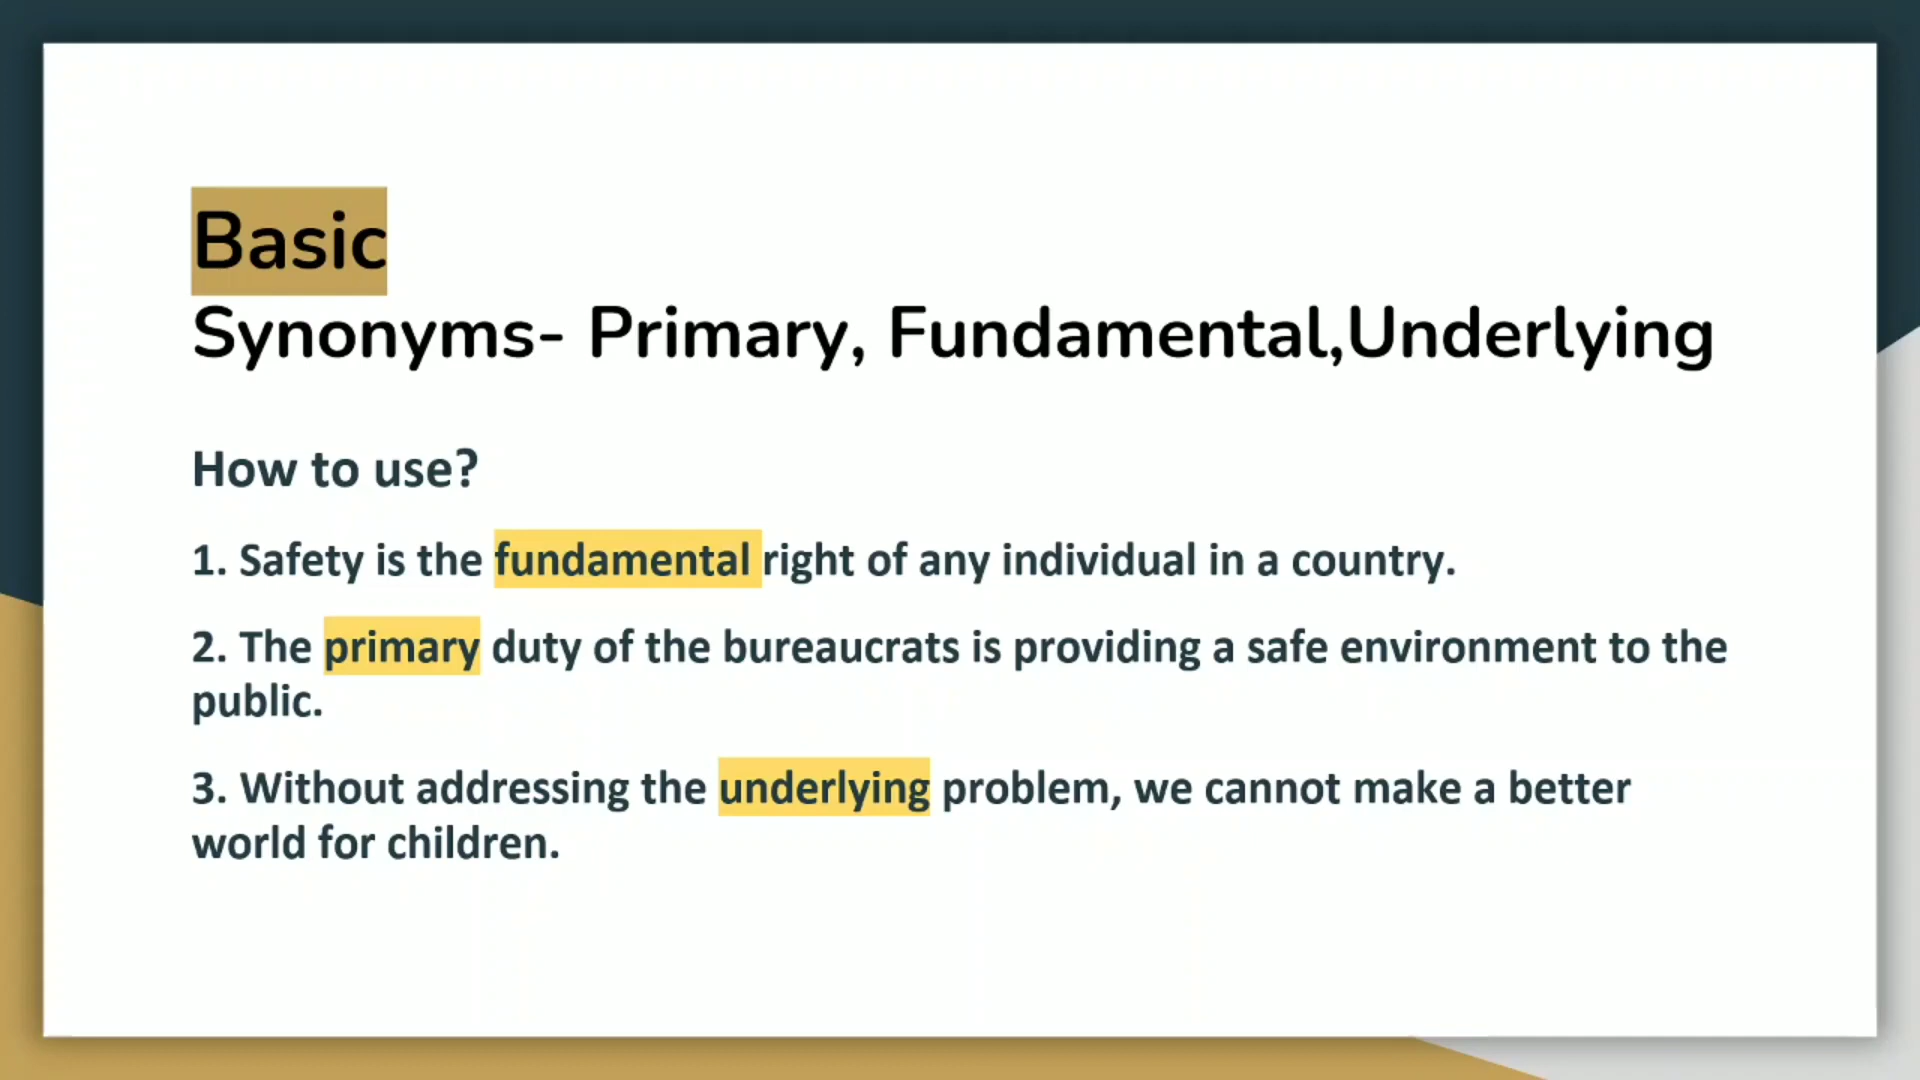 Basic
Synonyms- Primary, Fundamental,Underlying
How to use?
1. Safety is the fundamental right of any individual in a country.
2. The primary duty of the bureaucrats is providing a safe environment to the
public.
3. Without addressing the underlying problem, we cannot make a better
world for children.